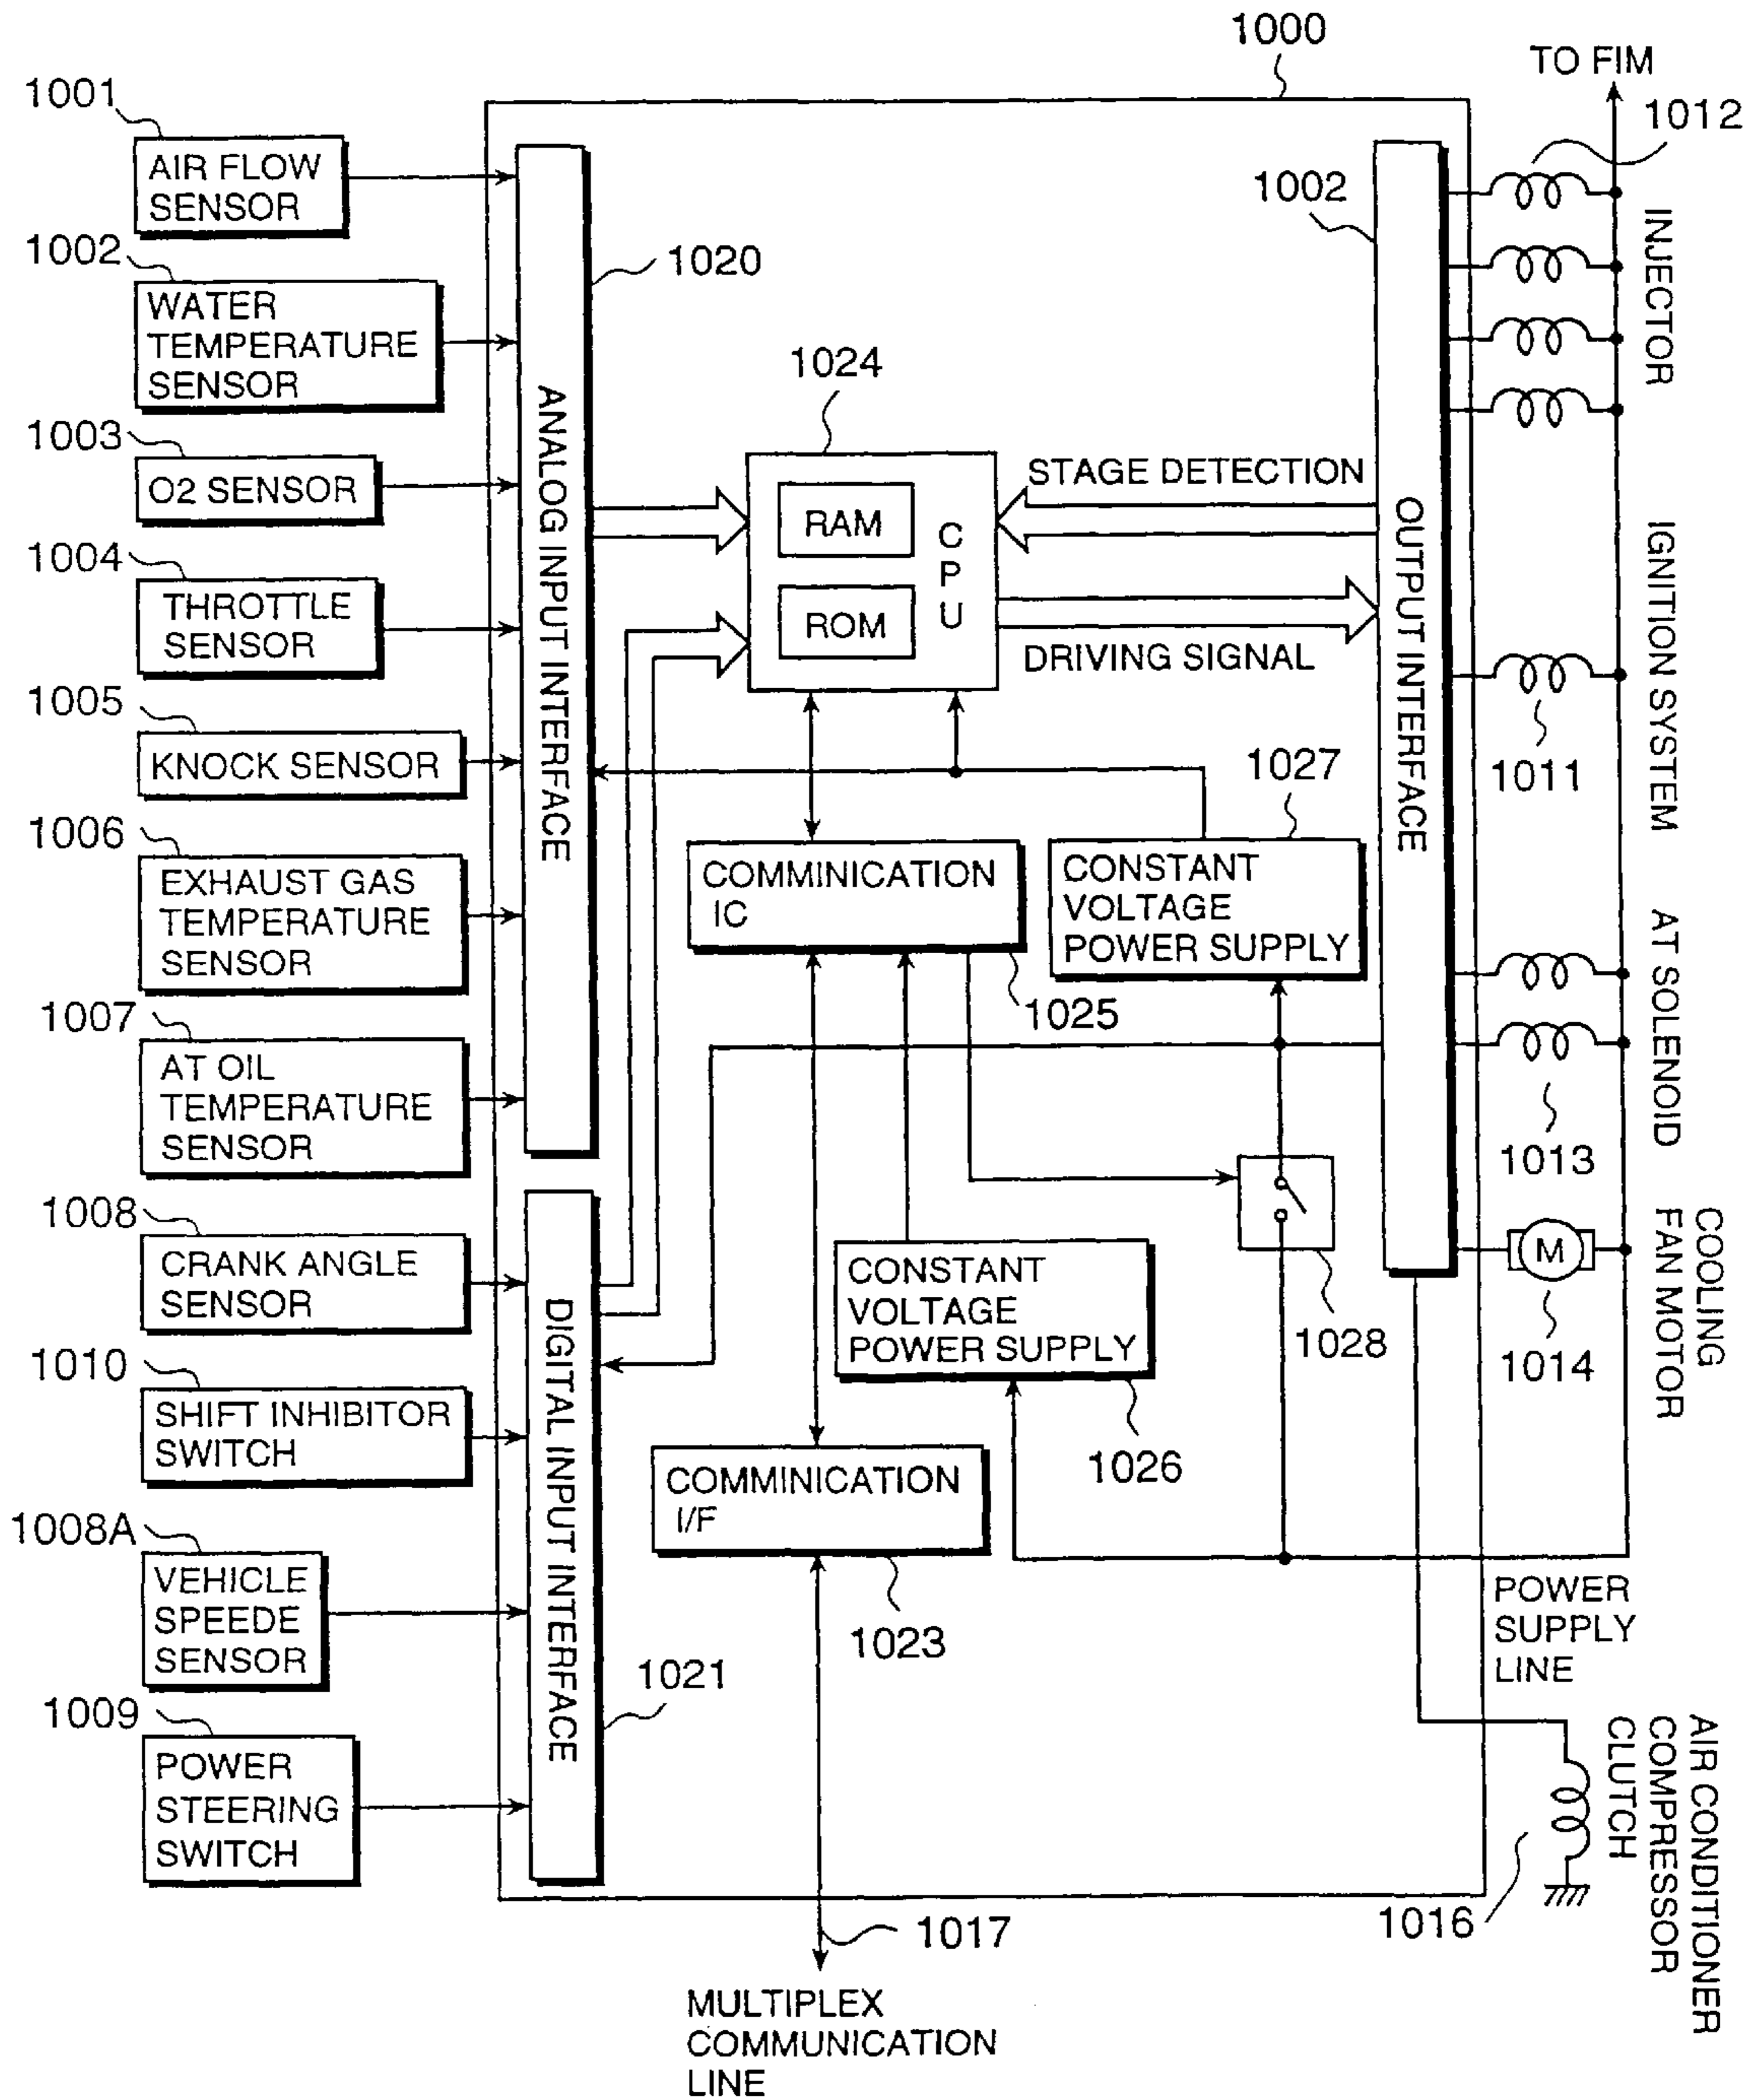 1000
TO FIM
1012
1001
AIR FLOW
SENSOR
1002
WATER
TEMPERATURE
SENSOR
1003
O2 SENSOR
1004
THROTTLE
SENSOR
1005
KNOCK SENSOR
1006
EXHAUST GAS
TEMPERATURE
SENSOR
1007
AT OIL
TEMPERATURE
SENSOR
1008
CRANK ANGLE
SENSOR
1010
SHIFT INHIBITOR
SWITCH
1008A
VEHICLE
SPEEDE
SENSOR
1009
POWER
STEERING
SWITCH
1020
ANALOG INPUT INTERFACE
DIGITAL INPUT INTERFACE
1021
1024
RAM
ROM
CPU
STAGE DETECTION
DRIVING SIGNAL
1002
OUTPUT INTERFACE
COMMINICATION
IC
1025
1027
CONSTANT
VOLTAGE
POWER SUPPLY
CONSTANT
VOLTAGE
POWER SUPPLY
1026
1028
COMMINICATION
I/F
1023
1017
MULTIPLEX
COMMUNICATION
LINE
INJECTOR
IGNITION SYSTEM
1011
AT SOLENOID
1013
COOLING
FAN MOTOR
M
1014
POWER
SUPPLY
LINE
AIR CONDITIONER
COMPRESSOR
CLUTCH
1016